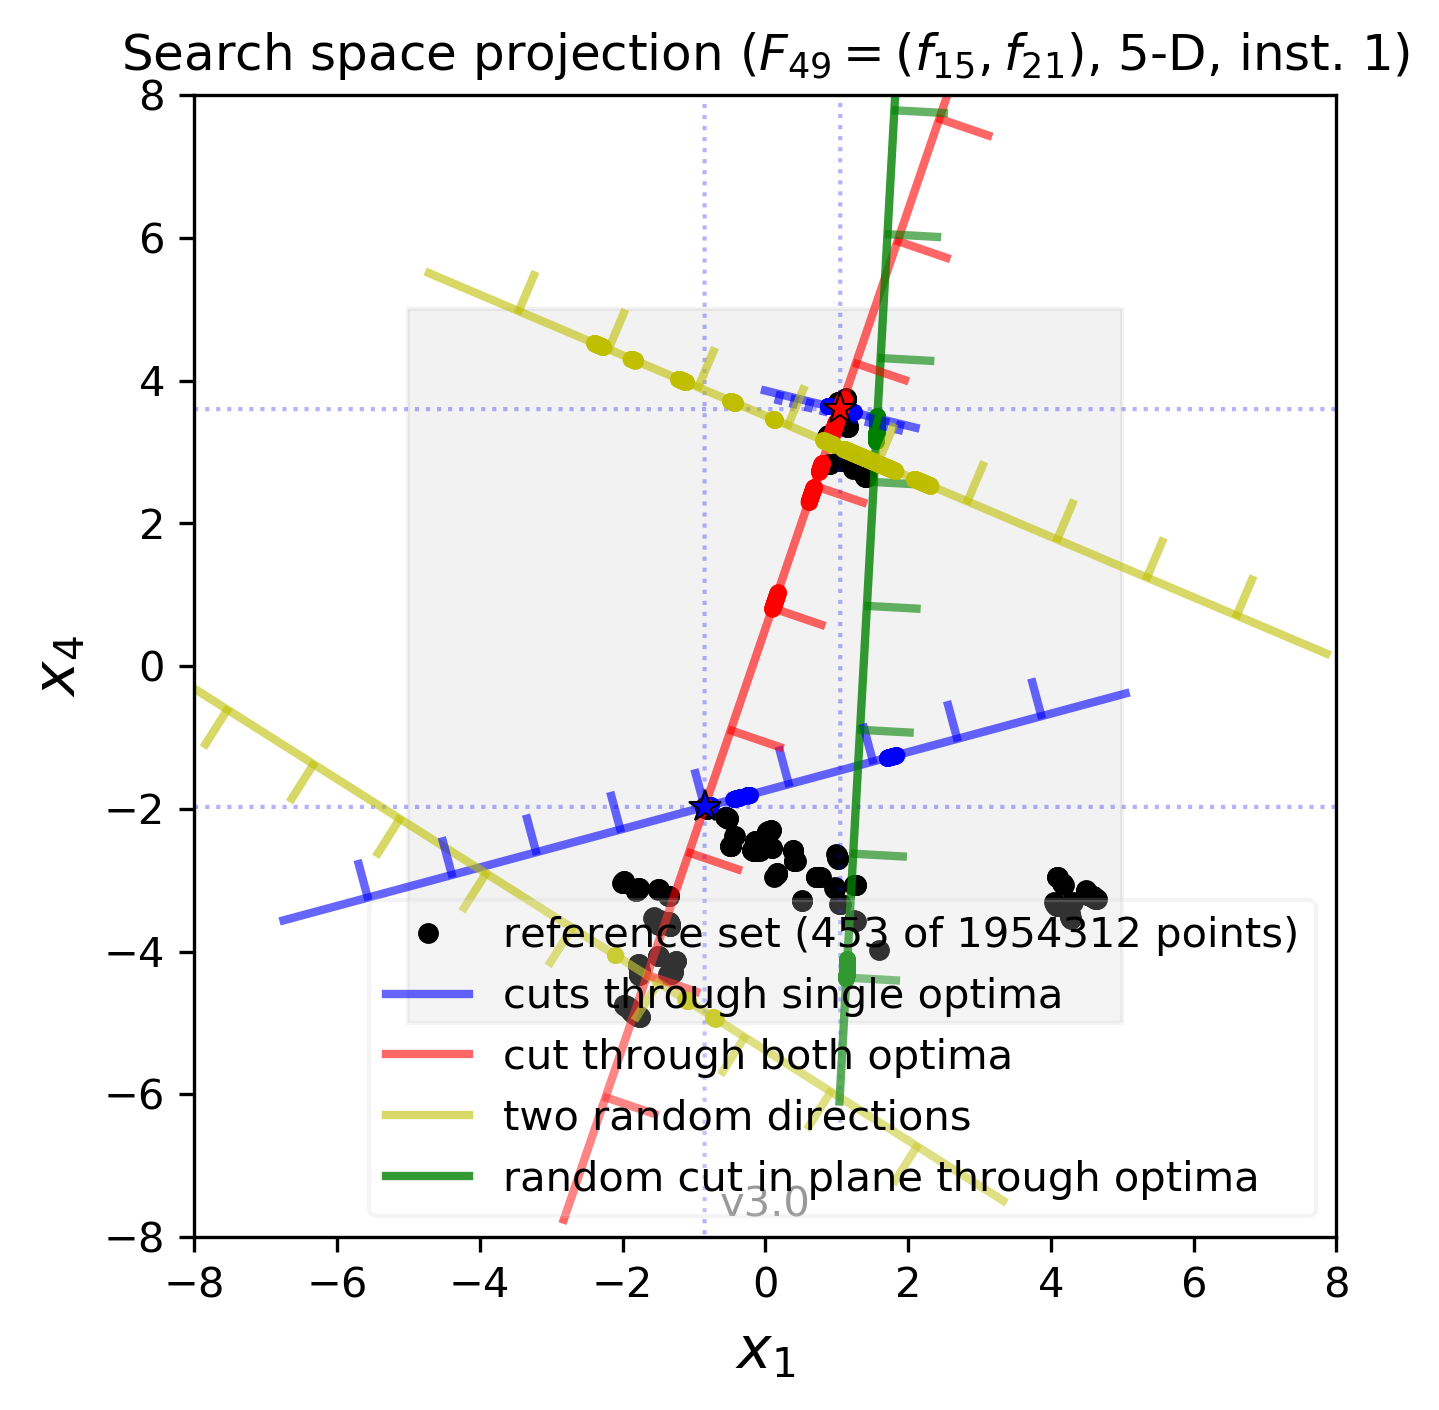 Search space projection (F₄₉ = (f₁₅, f₂₁), 5-D, inst. 1)
8
6
4
2
0
−2
−4
−6
−8
x₄
reference set (453 of 1954312 points)
cuts through single optima
cut through both optima
two random directions
random cut in plane through optima
v3.0
−8 −6 −4 −2 0 2 4 6 8
x₁